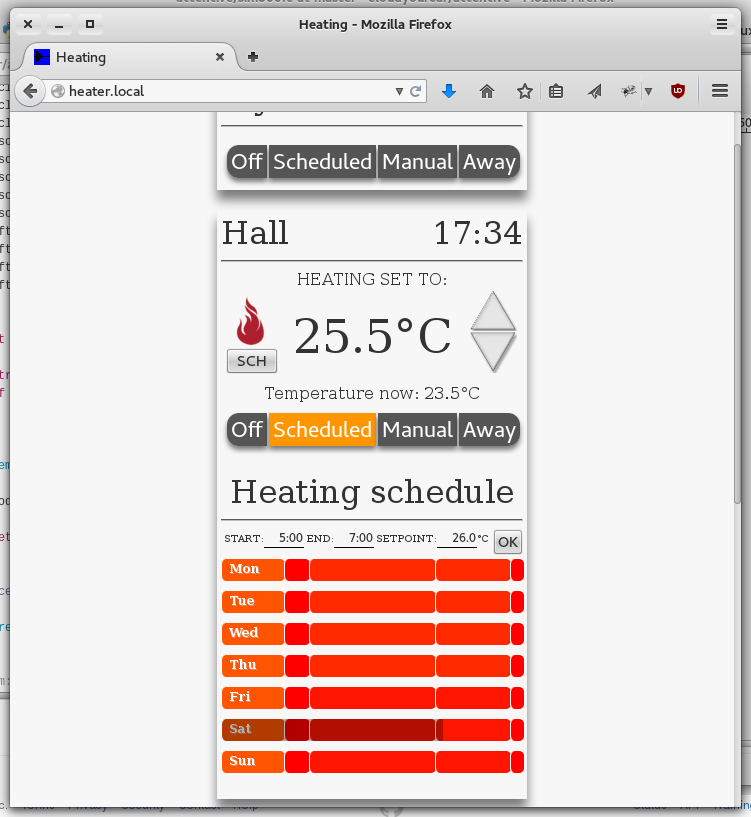 Heating - Mozilla Firefox
Heating
heater.local
Off Scheduled Manual Away
Hall 17:34
HEATING SET TO:
25.5°C
SCH
Temperature now: 23.5°C
Off Scheduled Manual Away
Heating schedule
START: 5:00 END: 7:00 SETPOINT: 26.0 °C OK
Mon
Tue
Wed
Thu
Fri
Sat
Sun